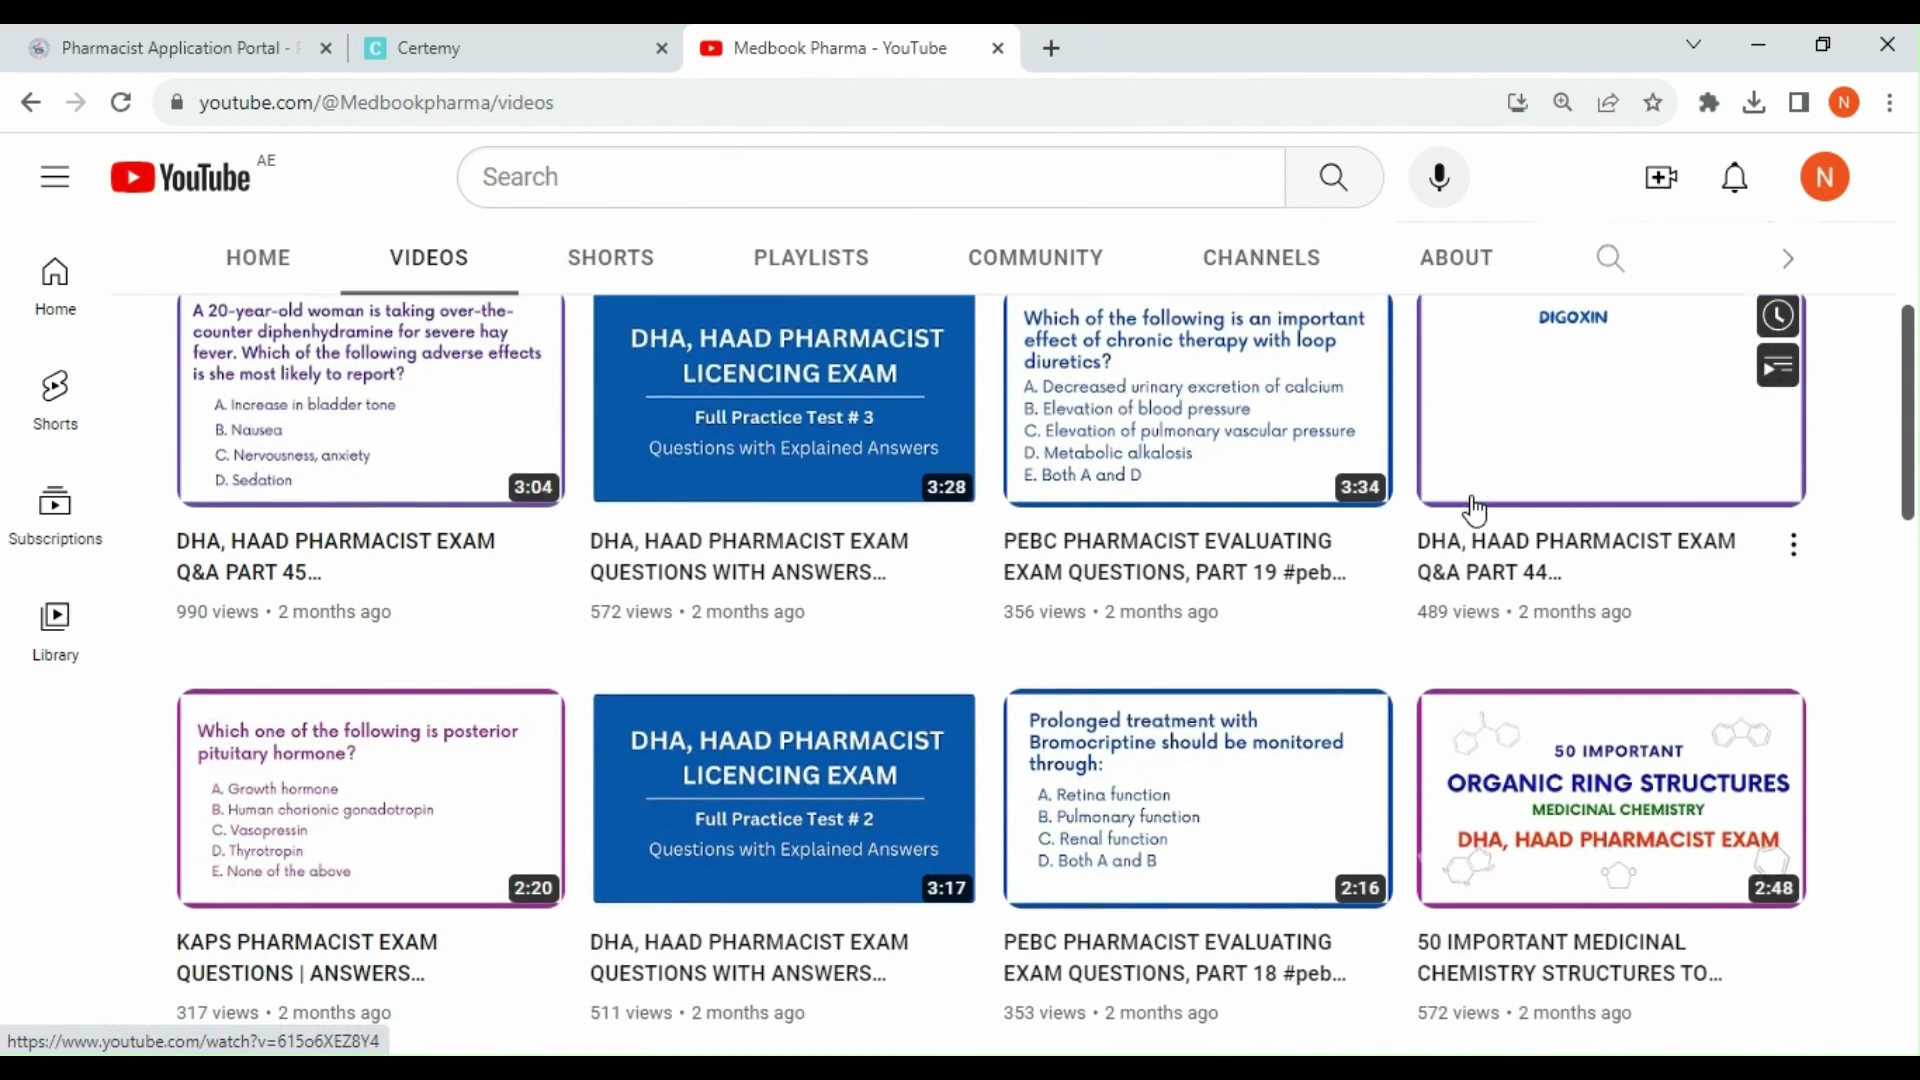 Pharmacist Application Portal -
Certemy
Medbook Pharma - YouTube
youtube.com/@Medbookpharma/videos
N
YouTube AE
Search
N
HOME VIDEOS SHORTS PLAYLISTS COMMUNITY CHANNELS ABOUT
Home
Shorts
Subscriptions
Library
A 20-year-old woman is taking over-the-
counter diphenhydramine for severe hay
fever. Which of the following adverse effects
is she most likely to report?
A. Increase in bladder tone
B. Nausea
C. Nervousness, anxiety
D. Sedation
3:04
DHA, HAAD PHARMACIST EXAM
Q&A PART 45...
990 views • 2 months ago
DHA, HAAD PHARMACIST
LICENCING EXAM
Full Practice Test # 3
Questions with Explained Answers
3:28
DHA, HAAD PHARMACIST EXAM
QUESTIONS WITH ANSWERS...
572 views • 2 months ago
Which of the following is an important
effect of chronic therapy with loop
diuretics?
A. Decreased urinary excretion of calcium
B. Elevation of blood pressure
C. Elevation of pulmonary vascular pressure
D. Metabolic alkalosis
E. Both A and D
3:34
PEBC PHARMACIST EVALUATING
EXAM QUESTIONS, PART 19 #peb...
356 views • 2 months ago
DIGOXIN
DHA, HAAD PHARMACIST EXAM
Q&A PART 44...
489 views • 2 months ago
Which one of the following is posterior
pituitary hormone?
A. Growth hormone
B. Human chorionic gonadotropin
C. Vasopressin
D. Thyrotropin
E. None of the above
2:20
KAPS PHARMACIST EXAM
QUESTIONS | ANSWERS...
317 views • 2 months ago
DHA, HAAD PHARMACIST
LICENCING EXAM
Full Practice Test # 2
Questions with Explained Answers
3:17
DHA, HAAD PHARMACIST EXAM
QUESTIONS WITH ANSWERS...
511 views • 2 months ago
Prolonged treatment with
Bromocriptine should be monitored
through:
A. Retina function
B. Pulmonary function
C. Renal function
D. Both A and B
2:16
PEBC PHARMACIST EVALUATING
EXAM QUESTIONS, PART 18 #peb...
353 views • 2 months ago
50 IMPORTANT
ORGANIC RING STRUCTURES
MEDICINAL CHEMISTRY
DHA, HAAD PHARMACIST EXAM
2:48
50 IMPORTANT MEDICINAL
CHEMISTRY STRUCTURES TO...
572 views • 2 months ago
https://www.youtube.com/watch?v=615o6XEZ8Y4